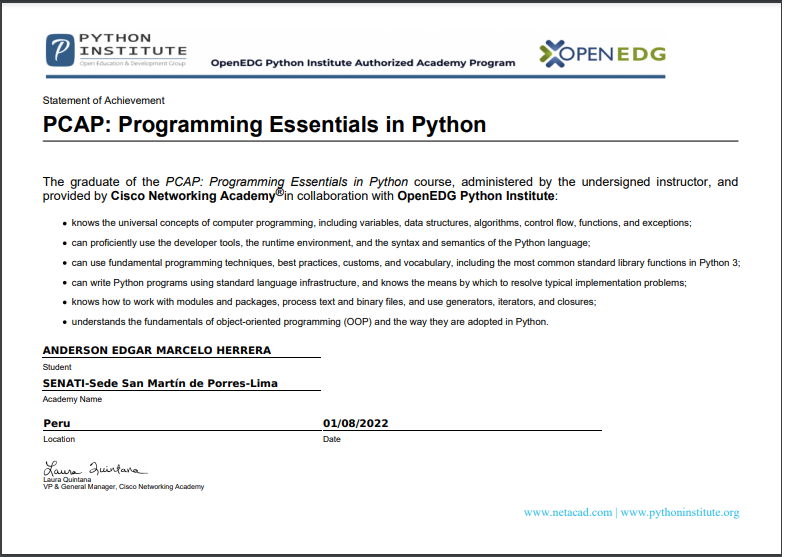 PYTHON
INSTITUTE
Open Education & Development Group
OpenEDG Python Institute Authorized Academy Program
OPENEDG
Statement of Achievement
PCAP: Programming Essentials in Python
The graduate of the PCAP: Programming Essentials in Python course, administered by the undersigned instructor, and
provided by Cisco Networking Academy®in collaboration with OpenEDG Python Institute:
• knows the universal concepts of computer programming, including variables, data structures, algorithms, control flow, functions, and exceptions;
• can proficiently use the developer tools, the runtime environment, and the syntax and semantics of the Python language;
• can use fundamental programming techniques, best practices, customs, and vocabulary, including the most common standard library functions in Python 3;
• can write Python programs using standard language infrastructure, and knows the means by which to resolve typical implementation problems;
• knows how to work with modules and packages, process text and binary files, and use generators, iterators, and closures;
• understands the fundamentals of object-oriented programming (OOP) and the way they are adopted in Python.
ANDERSON EDGAR MARCELO HERRERA
Student
SENATI-Sede San Martín de Porres-Lima
Academy Name
Peru 01/08/2022
Location Date
Laura Quintana
Laura Quintana
VP & General Manager, Cisco Networking Academy
www.netacad.com | www.pythoninstitute.org